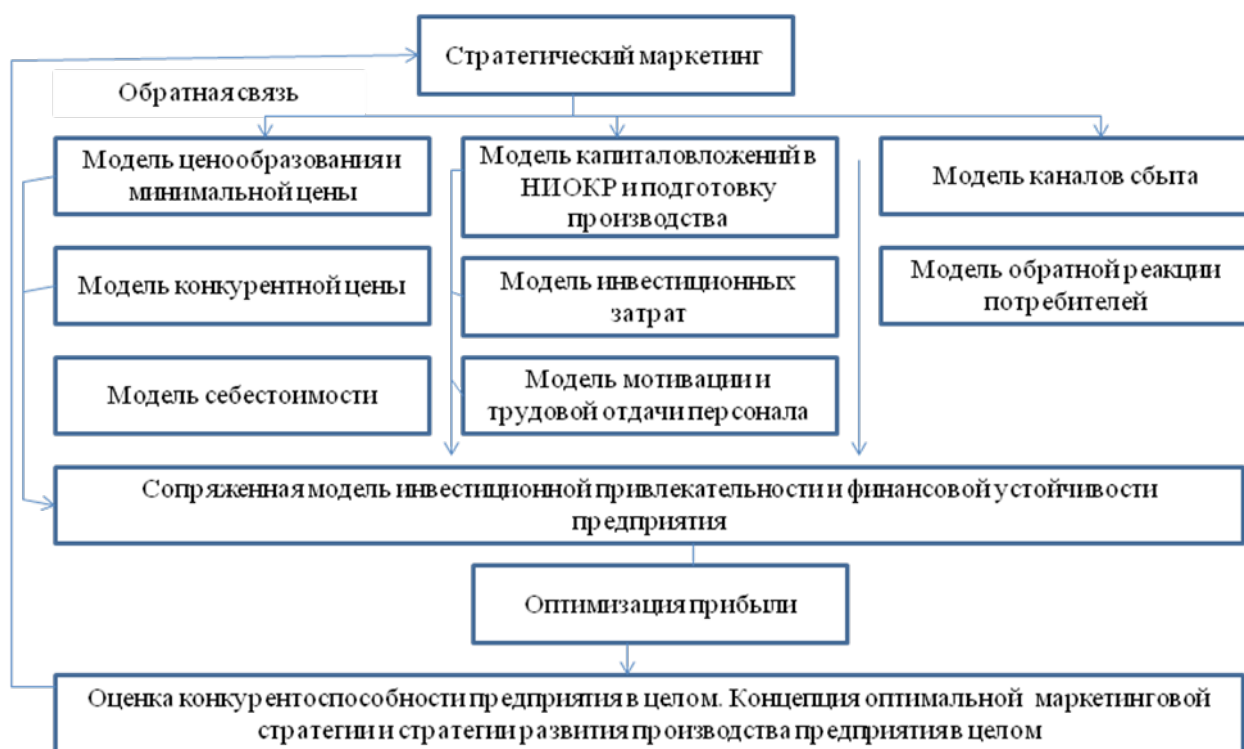 Стратегический маркетинг
Обратная связь
Модель ценообразования и
минимальной цены
Модель капиталовложений в
НИОКР и подготовку
производства
Модель каналов сбыта
Модель конкурентной цены
Модель инвестиционных
затрат
Модель обратной реакции
потребителей
Модель себестоимости
Модель мотивации и
трудовой отдачи персонала
Сопряженная модель инвестиционной привлекательности и финансовой устойчивости
предприятия
Оптимизация прибыли
Оценка конкурентоспособности предприятия в целом. Концепция оптимальной маркетинговой
стратегии и стратегии развития производства предприятия в целом